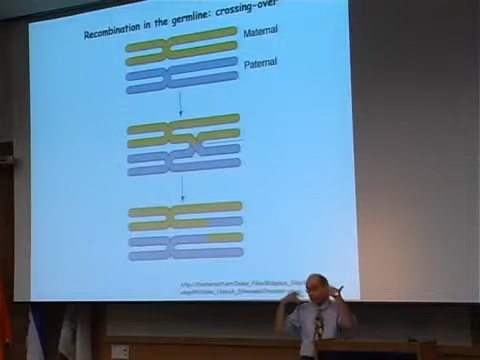 Recombination in the germline: crossing-over
Maternal
Paternal